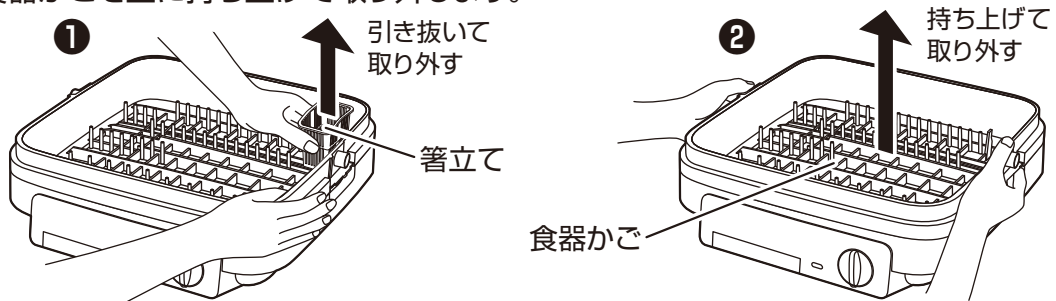 食器かごを上に持ち上げて取り外します。
❶
引き抜いて
取り外す
箸立て
❷
持ち上げて
取り外す
食器かご